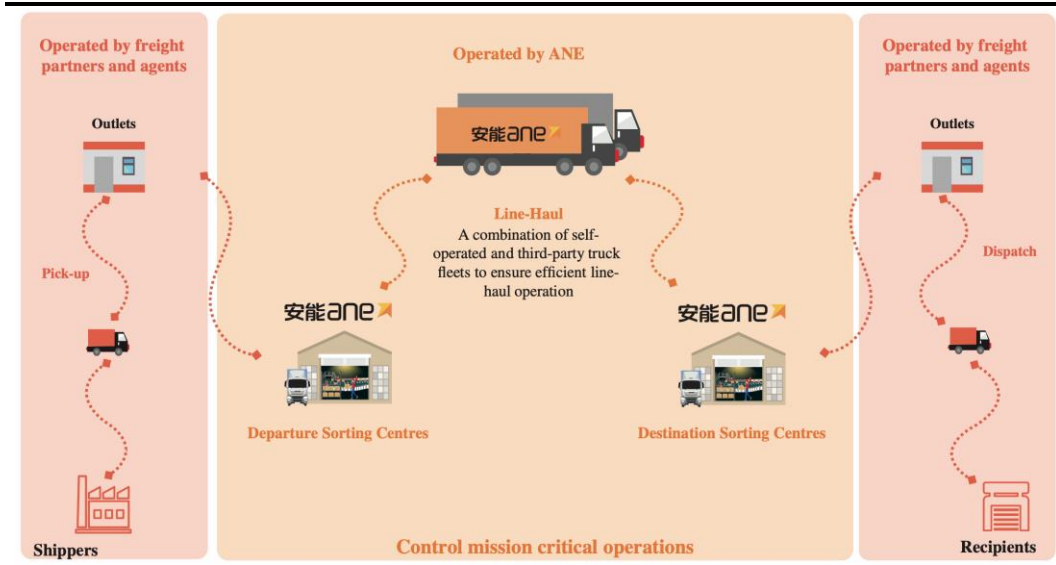 Operated by freight
partners and agents
Outlets
Pick-up
Shippers
Operated by ANE
安能ane
Line-Haul
A combination of self-
operated and third-party truck
fleets to ensure efficient line-
haul operation
安能ane
Departure Sorting Centres
安能ane
Destination Sorting Centres
Control mission critical operations
Operated by freight
partners and agents
Outlets
Dispatch
Recipients